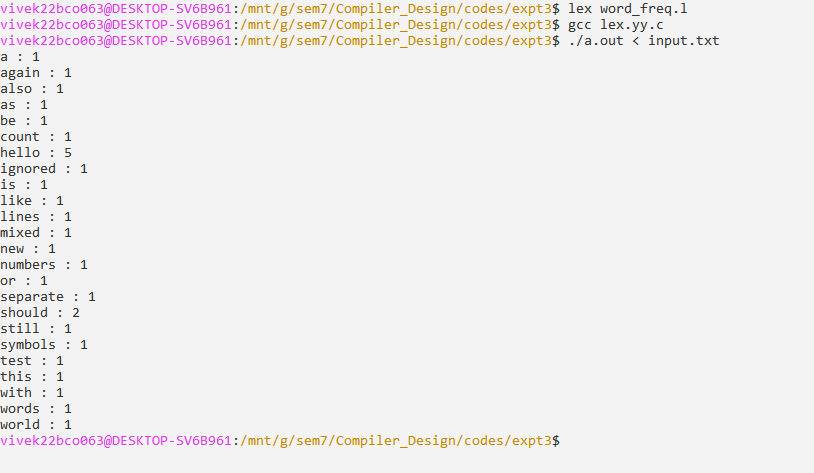 vivek22bco063@DESKTOP-SV6B961:/mnt/g/sem7/Compiler_Design/codes/expt3$ lex word_freq.l
vivek22bco063@DESKTOP-SV6B961:/mnt/g/sem7/Compiler_Design/codes/expt3$ gcc lex.yy.c
vivek22bco063@DESKTOP-SV6B961:/mnt/g/sem7/Compiler_Design/codes/expt3$ ./a.out < input.txt
a : 1
again : 1
also : 1
as : 1
be : 1
count : 1
hello : 5
ignored : 1
is : 1
like : 1
lines : 1
mixed : 1
new : 1
numbers : 1
or : 1
separate : 1
should : 2
still : 1
symbols : 1
test : 1
this : 1
with : 1
words : 1
world : 1
vivek22bco063@DESKTOP-SV6B961:/mnt/g/sem7/Compiler_Design/codes/expt3$